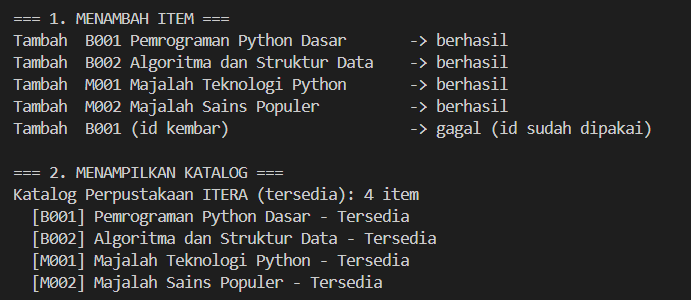 === 1. MENAMBAH ITEM ===
Tambah  B001 Pemrograman Python Dasar       -> berhasil
Tambah  B002 Algoritma dan Struktur Data    -> berhasil
Tambah  M001 Majalah Teknologi Python       -> berhasil
Tambah  M002 Majalah Sains Populer          -> berhasil
Tambah  B001 (id kembar)                    -> gagal (id sudah dipakai)

=== 2. MENAMPILKAN KATALOG ===
Katalog Perpustakaan ITERA (tersedia): 4 item
  [B001] Pemrograman Python Dasar - Tersedia
  [B002] Algoritma dan Struktur Data - Tersedia
  [M001] Majalah Teknologi Python - Tersedia
  [M002] Majalah Sains Populer - Tersedia